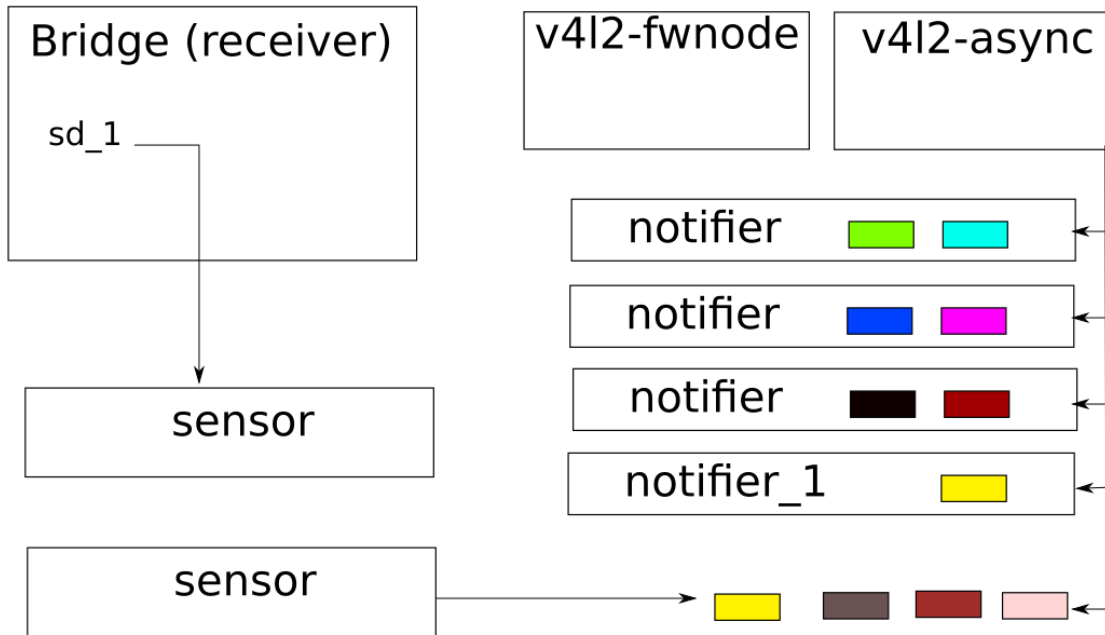 Bridge (receiver)
sd_1
sensor
sensor
v4l2-fwnode
v4l2-async
notifier
notifier
notifier
notifier_1